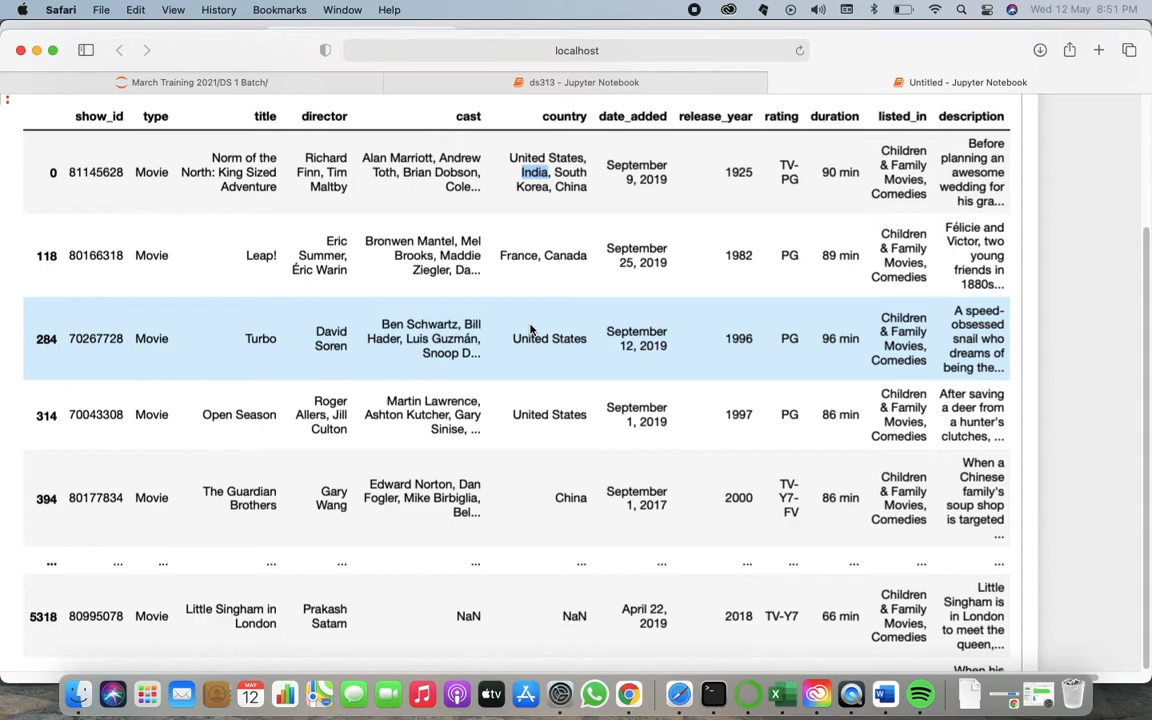 Safari File Edit View History Bookmarks Window Help Wed 12 May 8:51 PM
localhost
March Training 2021/DS 1 Batch/ ds313 - Jupyter Notebook Untitled - Jupyter Notebook
show_id type title director cast country date_added release_year rating duration listed_in description
0 81145628 Movie
Norm of the
North: King Sized
Adventure
Richard
Finn, Tim
Maltby
Alan Marriott, Andrew
Toth, Brian Dobson,
Cole...
United States,
India, South
Korea, China
September
9, 2019
1925
TV-
PG
90 min
Children
& Family
Movies,
Comedies
Before
planning an
awesome
wedding for
his gra...
118 80166318 Movie
Leap!
Eric
Summer,
Éric Warin
Bronwen Mantel, Mel
Brooks, Maddie
Ziegler, Da...
France, Canada
September
25, 2019
1982
PG
89 min
Children
& Family
Movies,
Comedies
Félicie and
Victor, two
young
friends in
1880s...
284 70267728 Movie
Turbo
David
Soren
Ben Schwartz, Bill
Hader, Luis Guzmán,
Snoop D...
United States
September
12, 2019
1996
PG
96 min
Children
& Family
Movies,
Comedies
A speed-
obsessed
snail who
dreams of
being the...
314 70043308 Movie
Open Season
Roger
Allers, Jill
Culton
Martin Lawrence,
Ashton Kutcher, Gary
Sinise, ...
United States
September
1, 2019
1997
PG
86 min
Children
& Family
Movies,
Comedies
After saving
a deer from
a hunter's
clutches, ...
394 80177834 Movie
The Guardian
Brothers
Gary
Wang
Edward Norton, Dan
Fogler, Mike Birbiglia,
Bel...
China
September
1, 2017
2000
TV-
Y7-
FV
86 min
Children
& Family
Movies,
Comedies
When a
Chinese
family's
soup shop
is targeted
...
... ... ... ... ... ... ... ... ... ... ... ... ...
5318 80995078 Movie
Little Singham in
London
Prakash
Satam
NaN
NaN
April 22,
2019
2018
TV-Y7
66 min
Children
& Family
Movies,
Comedies
Little
Singham is
in London
to meet the
queen,...
When his
MAY
12
tv